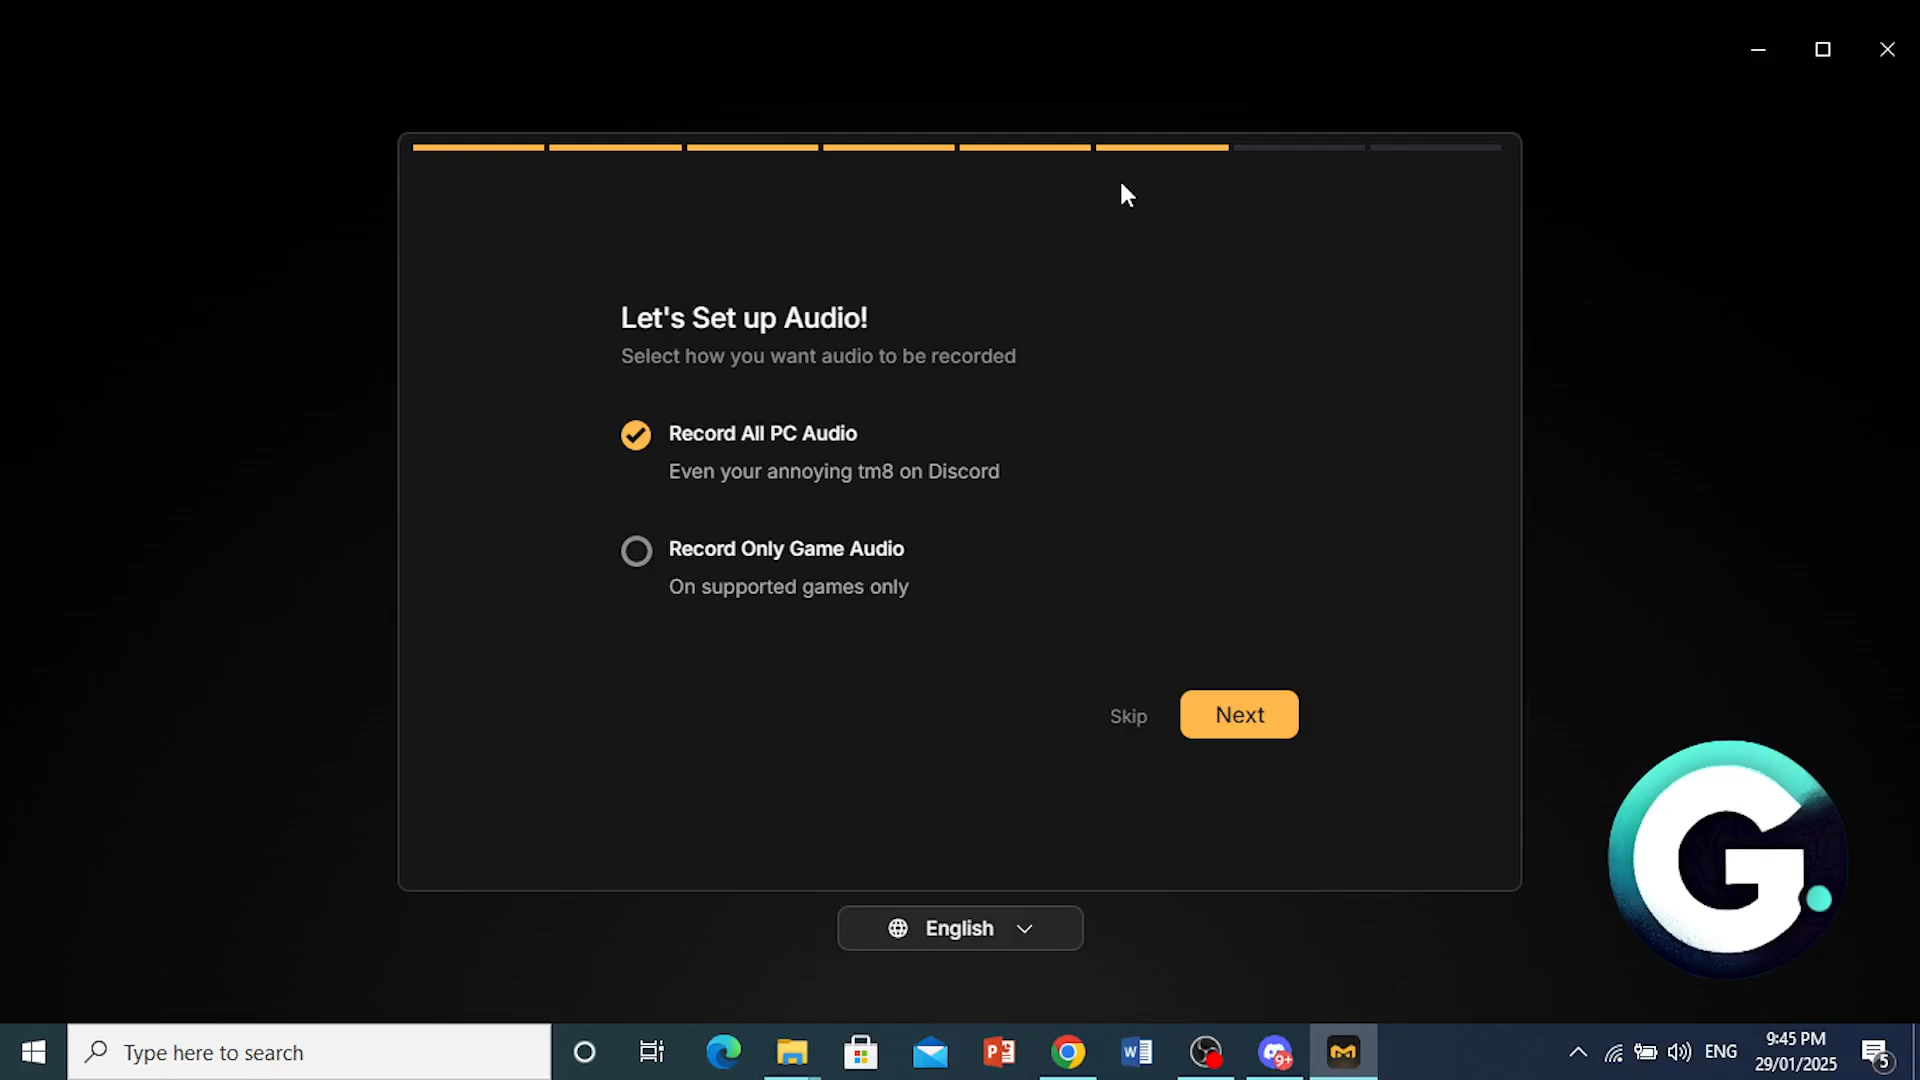 Let's Set up Audio!
Select how you want audio to be recorded
Record All PC Audio
Even your annoying tm8 on Discord
Record Only Game Audio
On supported games only
Skip
Next
G
English
Type here to search
9+
ENG
9:45 PM
29/01/2025
5